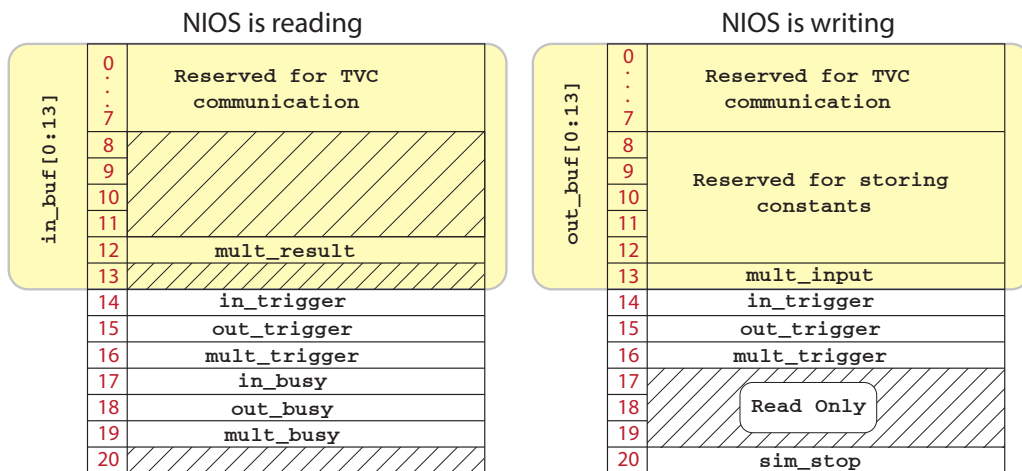 NIOS is reading
in_buf[0:13]
0
.
.
.
7
Reserved for TVC
communication
8
9
10
11
12
mult_result
13
14
in_trigger
15
out_trigger
16
mult_trigger
17
in_busy
18
out_busy
19
mult_busy
20
NIOS is writing
out_buf[0:13]
0
.
.
.
7
Reserved for TVC
communication
8
9
10
11
12
Reserved for storing
constants
13
mult_input
14
in_trigger
15
out_trigger
16
mult_trigger
17
18
19
Read Only
20
sim_stop